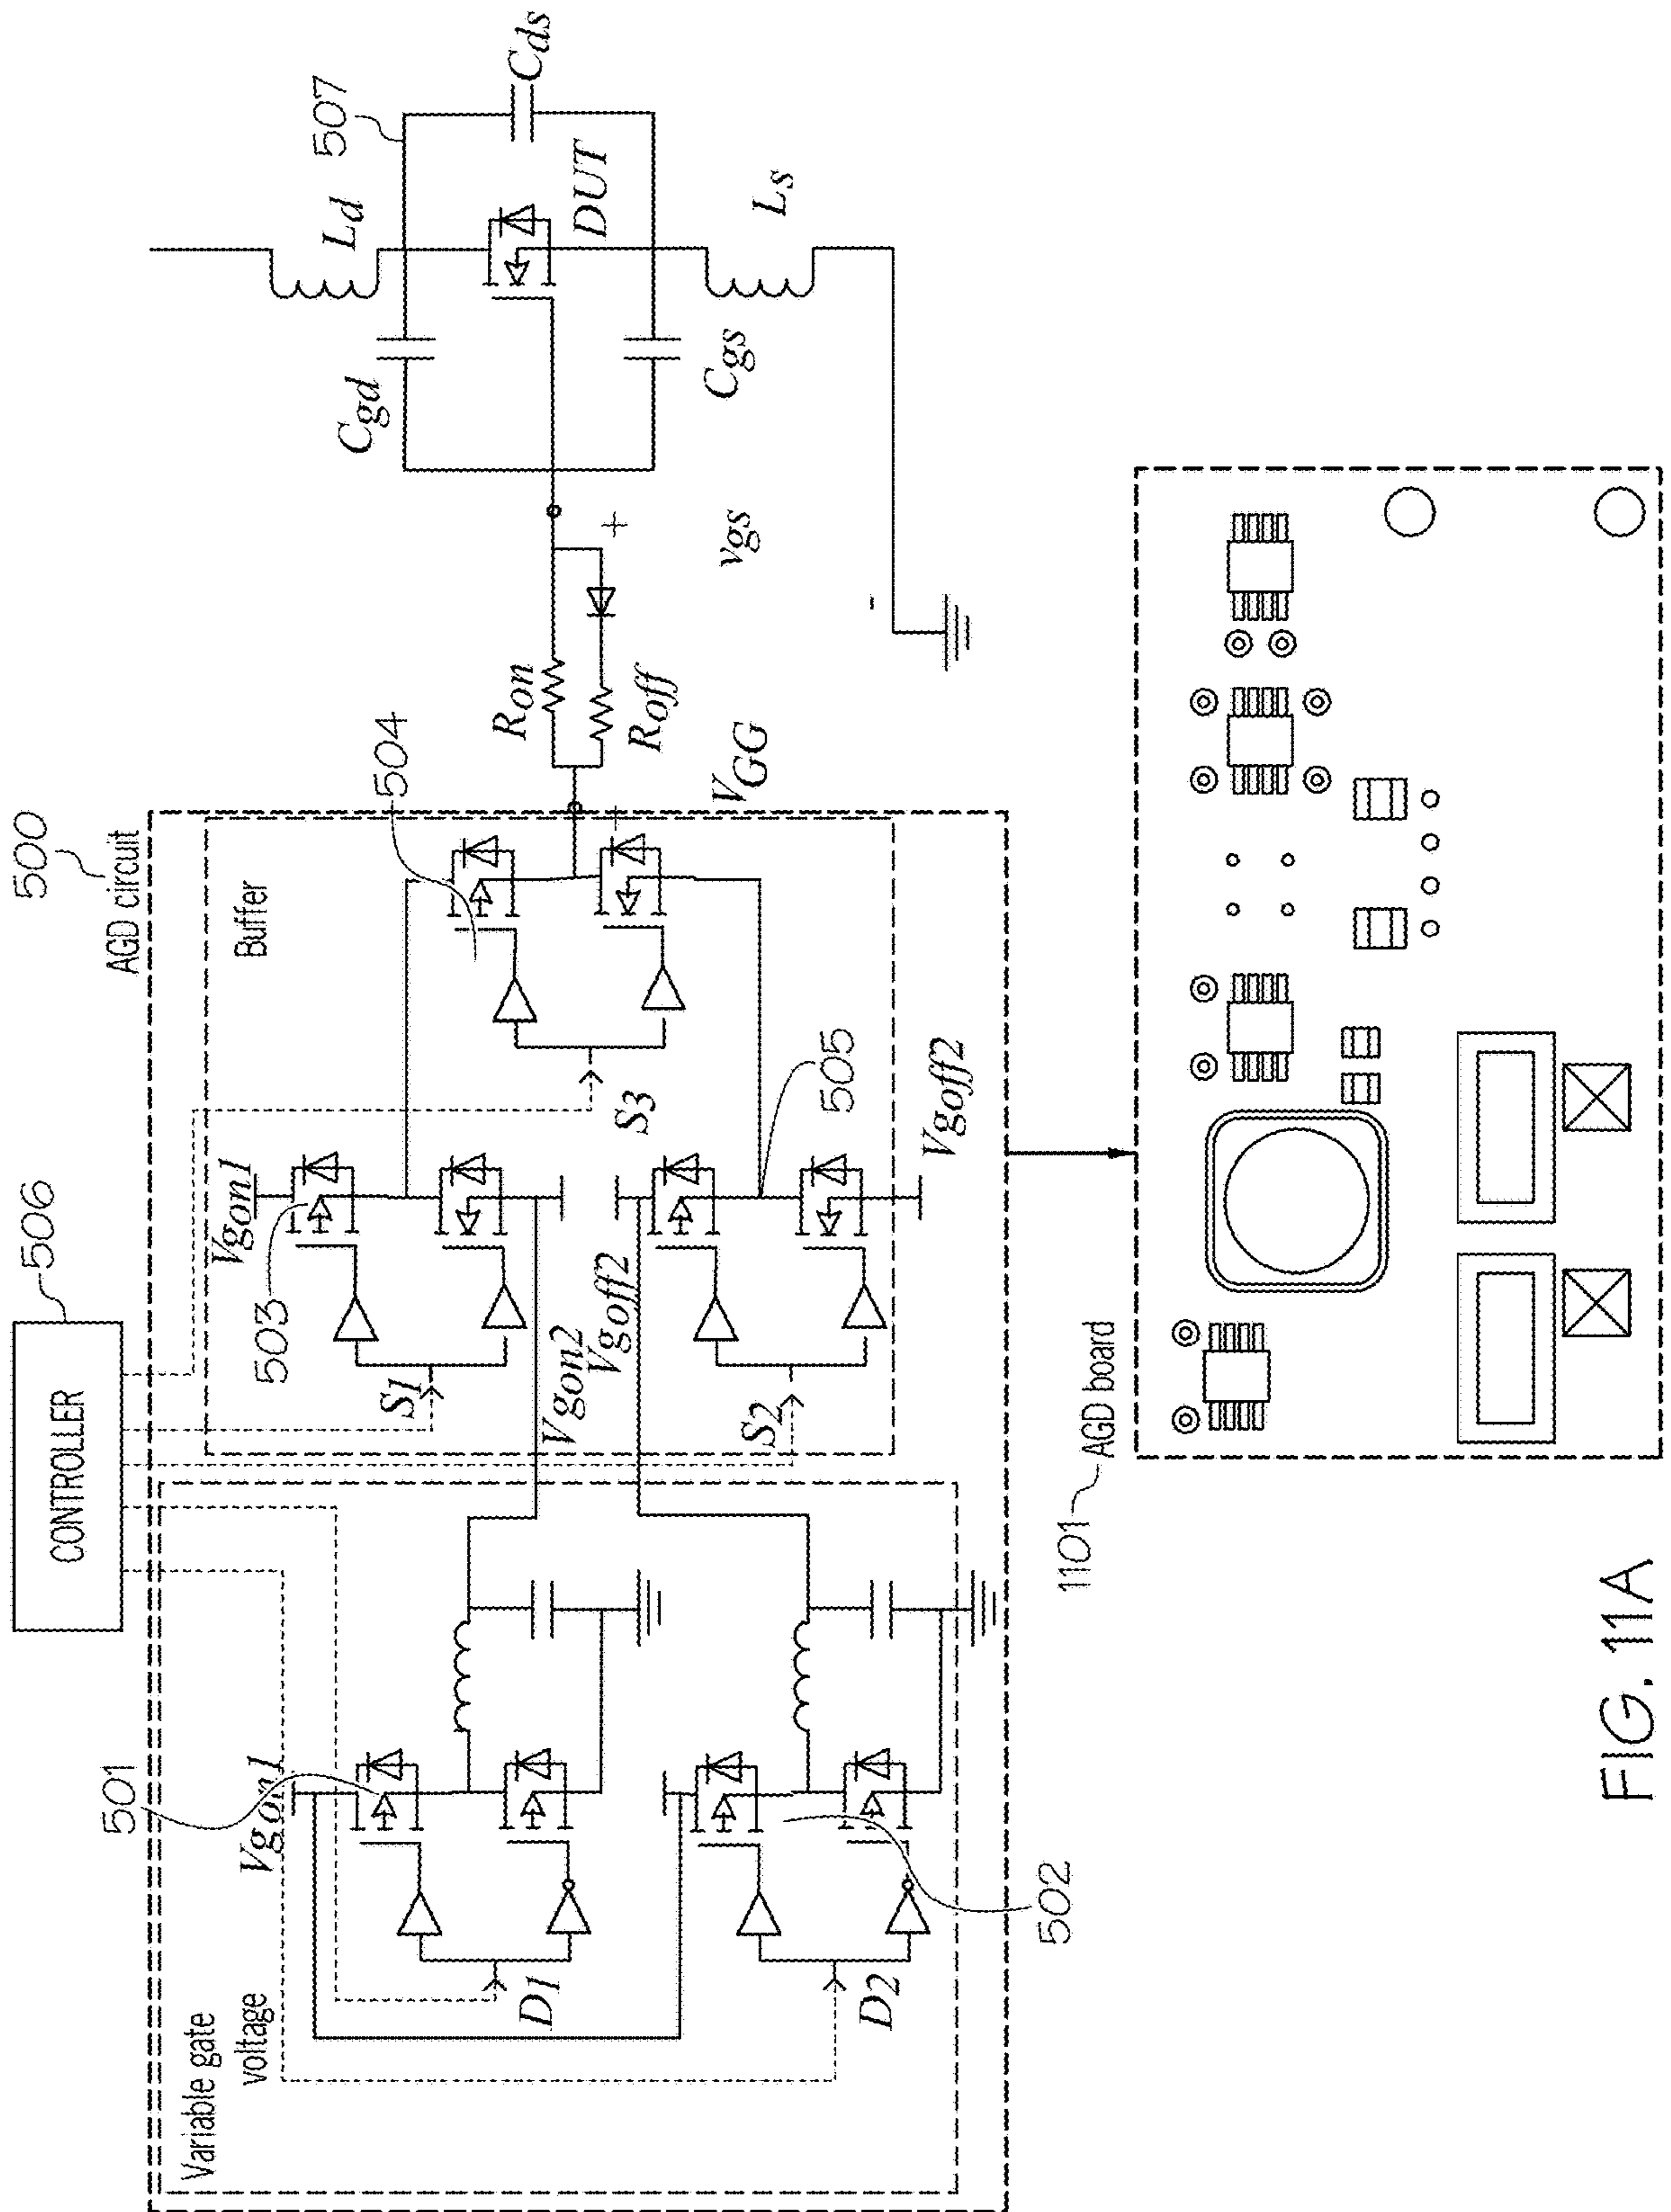 500
AGD circuit
506
CONTROLLER
Variable gate
voltage
501
Vgon1
D1
502
D2
Buffer
Vgon1
503
S1
Vgon2
Vgoff2
S2
S3
504
505
Vgoff2
VGG
+
Ron
Roff
+
vgs
-
Cgd
Cgs
Ld
507
Cds
DUT
Ls
1101
AGD board
FIG. 11A